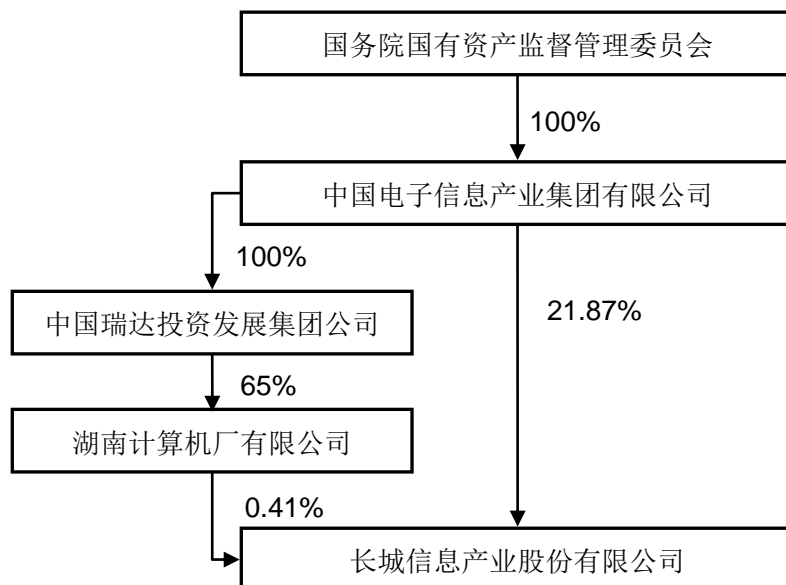 国务院国有资产监督管理委员会
100%
中国电子信息产业集团有限公司
100%
21.87%
中国瑞达投资发展集团公司
65%
湖南计算机厂有限公司
0.41%
长城信息产业股份有限公司